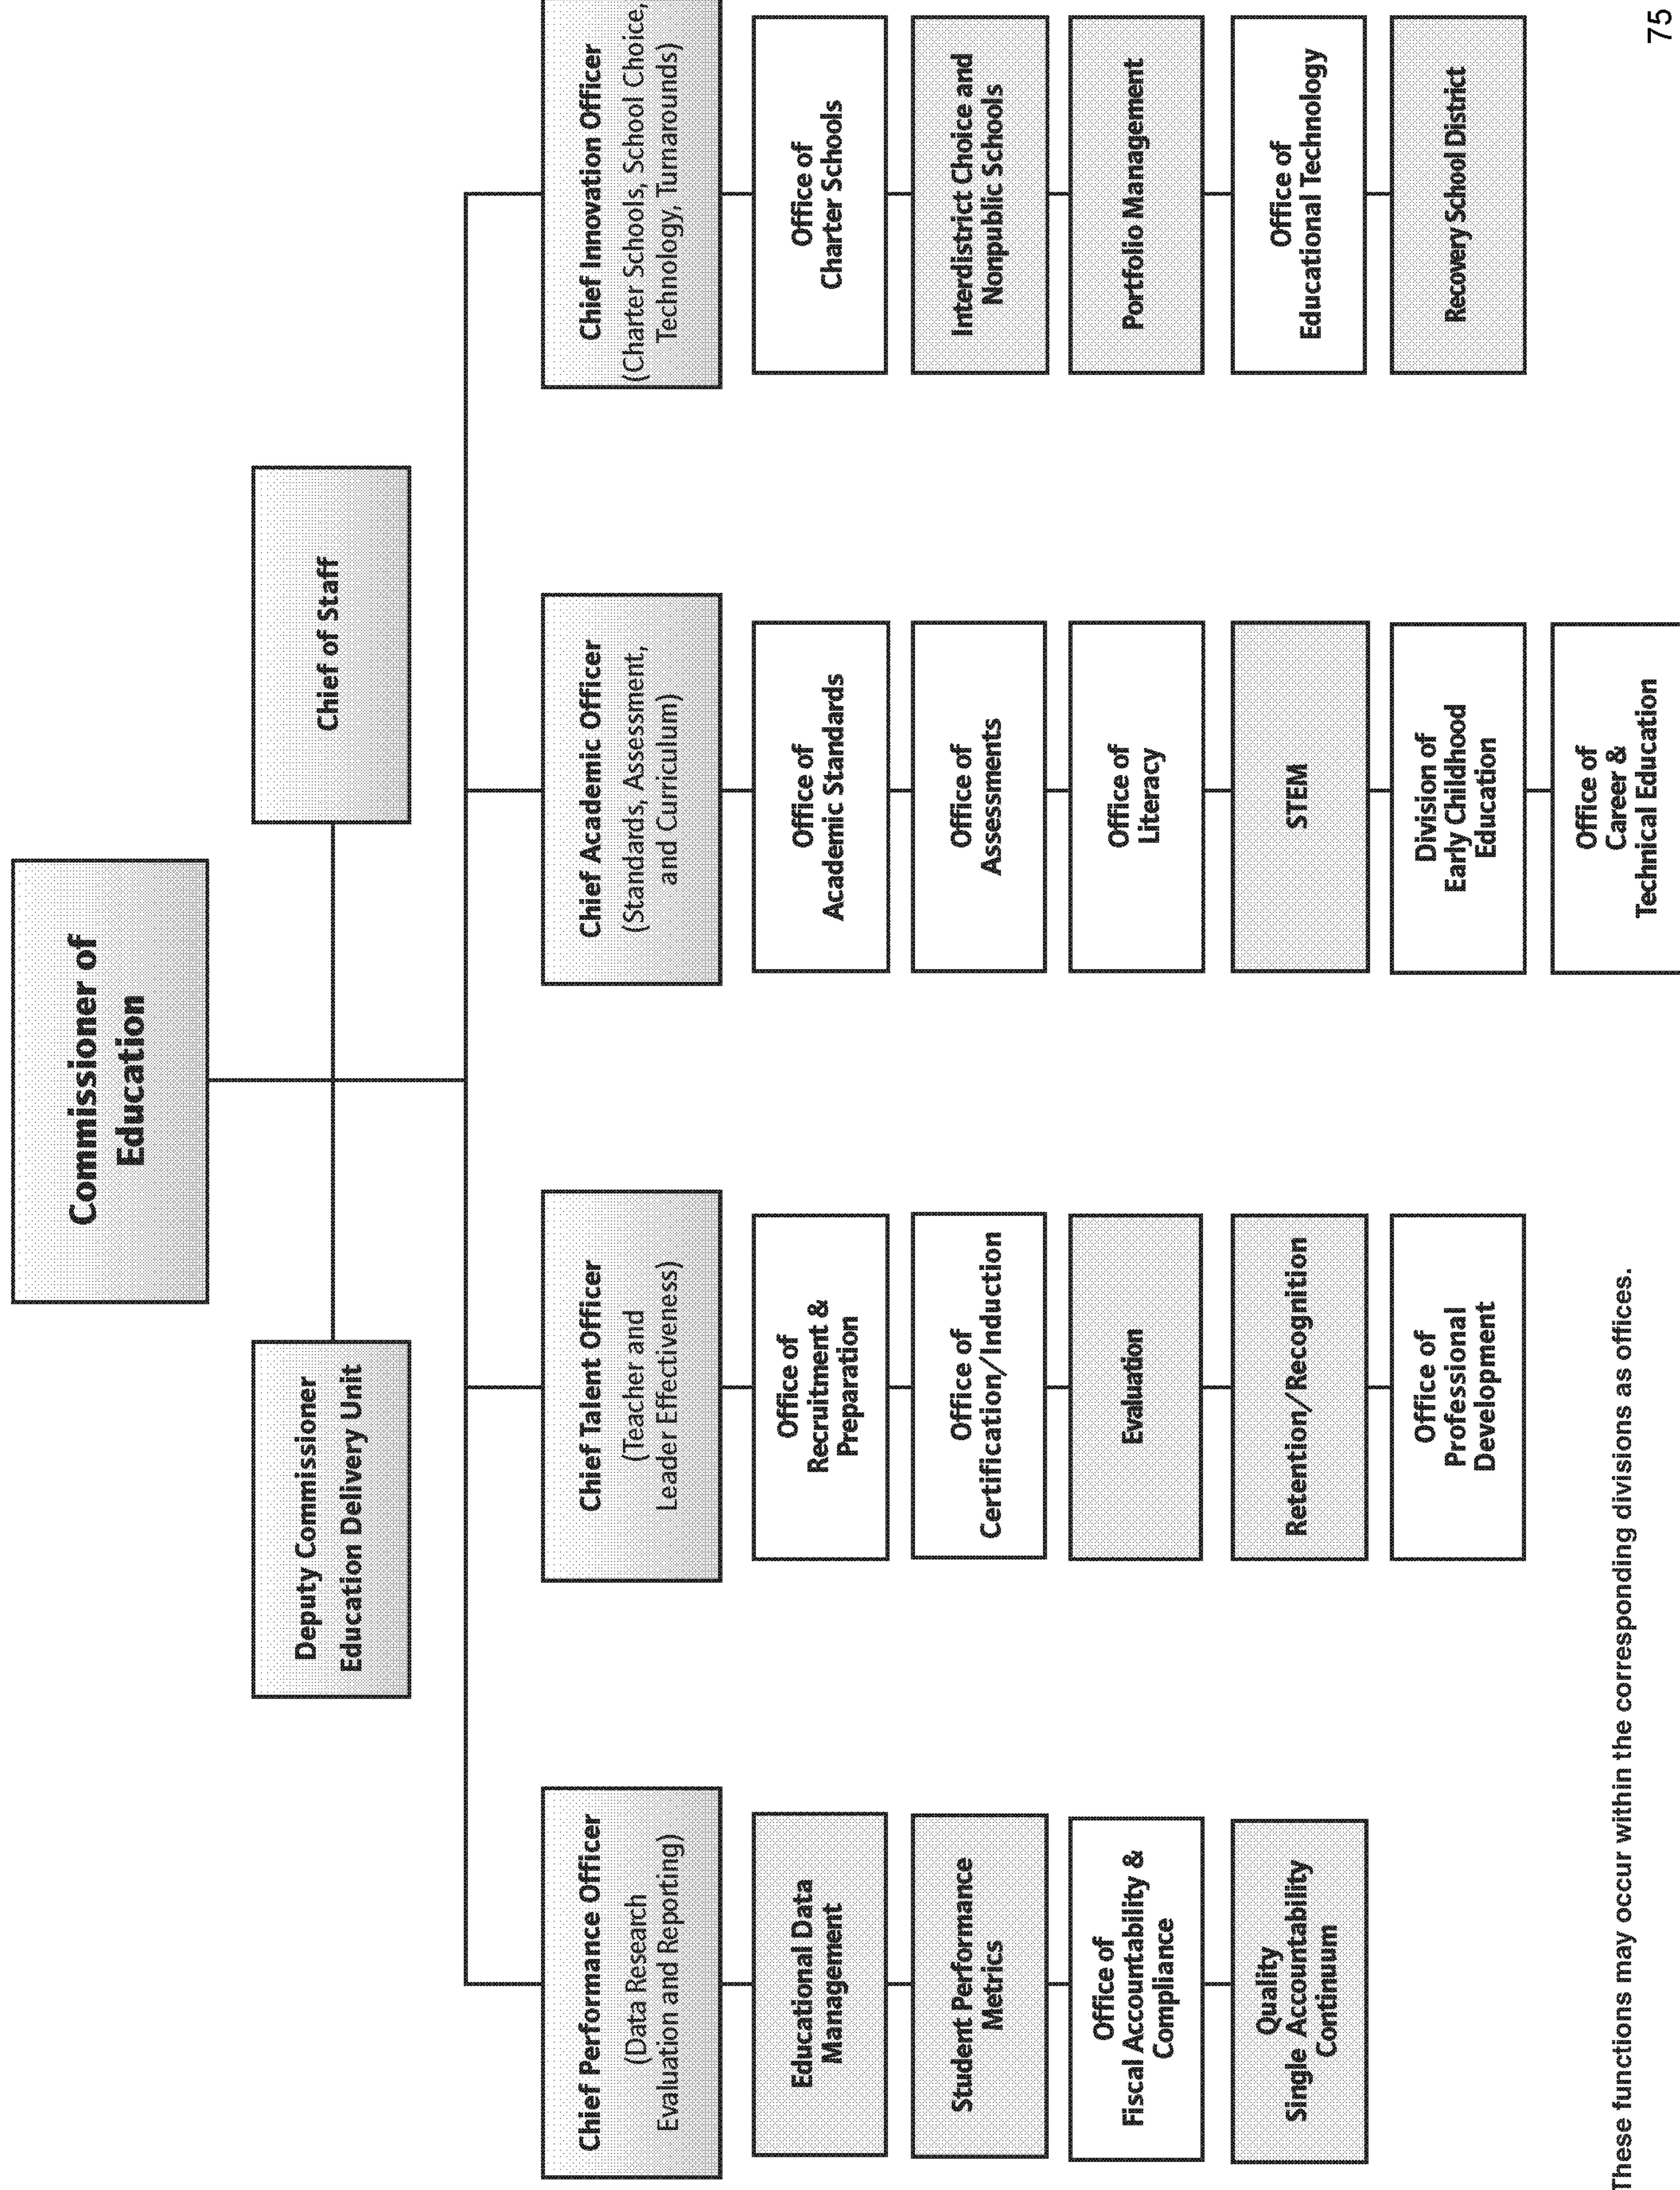 Commissioner of
Education
Deputy Commissioner
Education Delivery Unit
Chief of Staff
Chief Performance Officer
(Data Research
Evaluation and Reporting)
Educational Data
Management
Student Performance
Metrics
Office of
Fiscal Accountability &
Compliance
Quality
Single Accountability
Continuum
Chief Talent Officer
(Teacher and
Leader Effectiveness)
Office of
Recruitment &
Preparation
Office of
Certification/Induction
Evaluation
Retention/Recognition
Office of
Professional
Development
Chief Academic Officer
(Standards, Assessment,
and Curriculum)
Office of
Academic Standards
Office of
Assessments
Office of
Literacy
STEM
Division of
Early Childhood
Education
Office of
Career &
Technical Education
Chief Innovation Officer
(Charter Schools, School Choice,
Technology, Turnarounds)
Office of
Charter Schools
Interdistrict Choice and
Nonpublic Schools
Portfolio Management
Office of
Educational Technology
Recovery School District
These functions may occur within the corresponding divisions as offices.
75